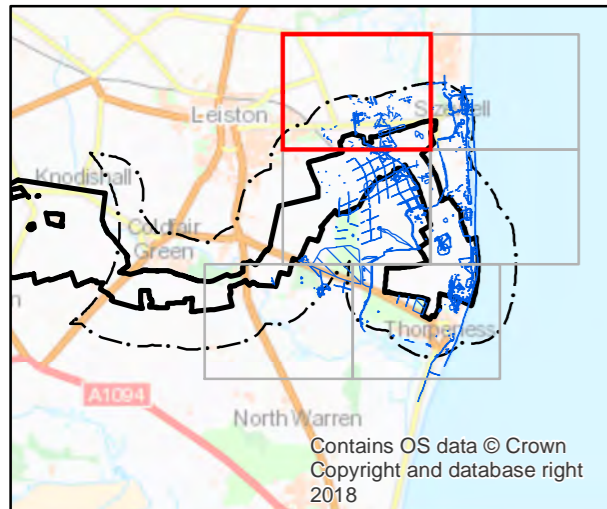 Leiston
Sizewell
Knodishall
Coldfair
Green
Thorpeness
A1094
North Warren
Contains OS data © Crown
Copyright and database right
2018